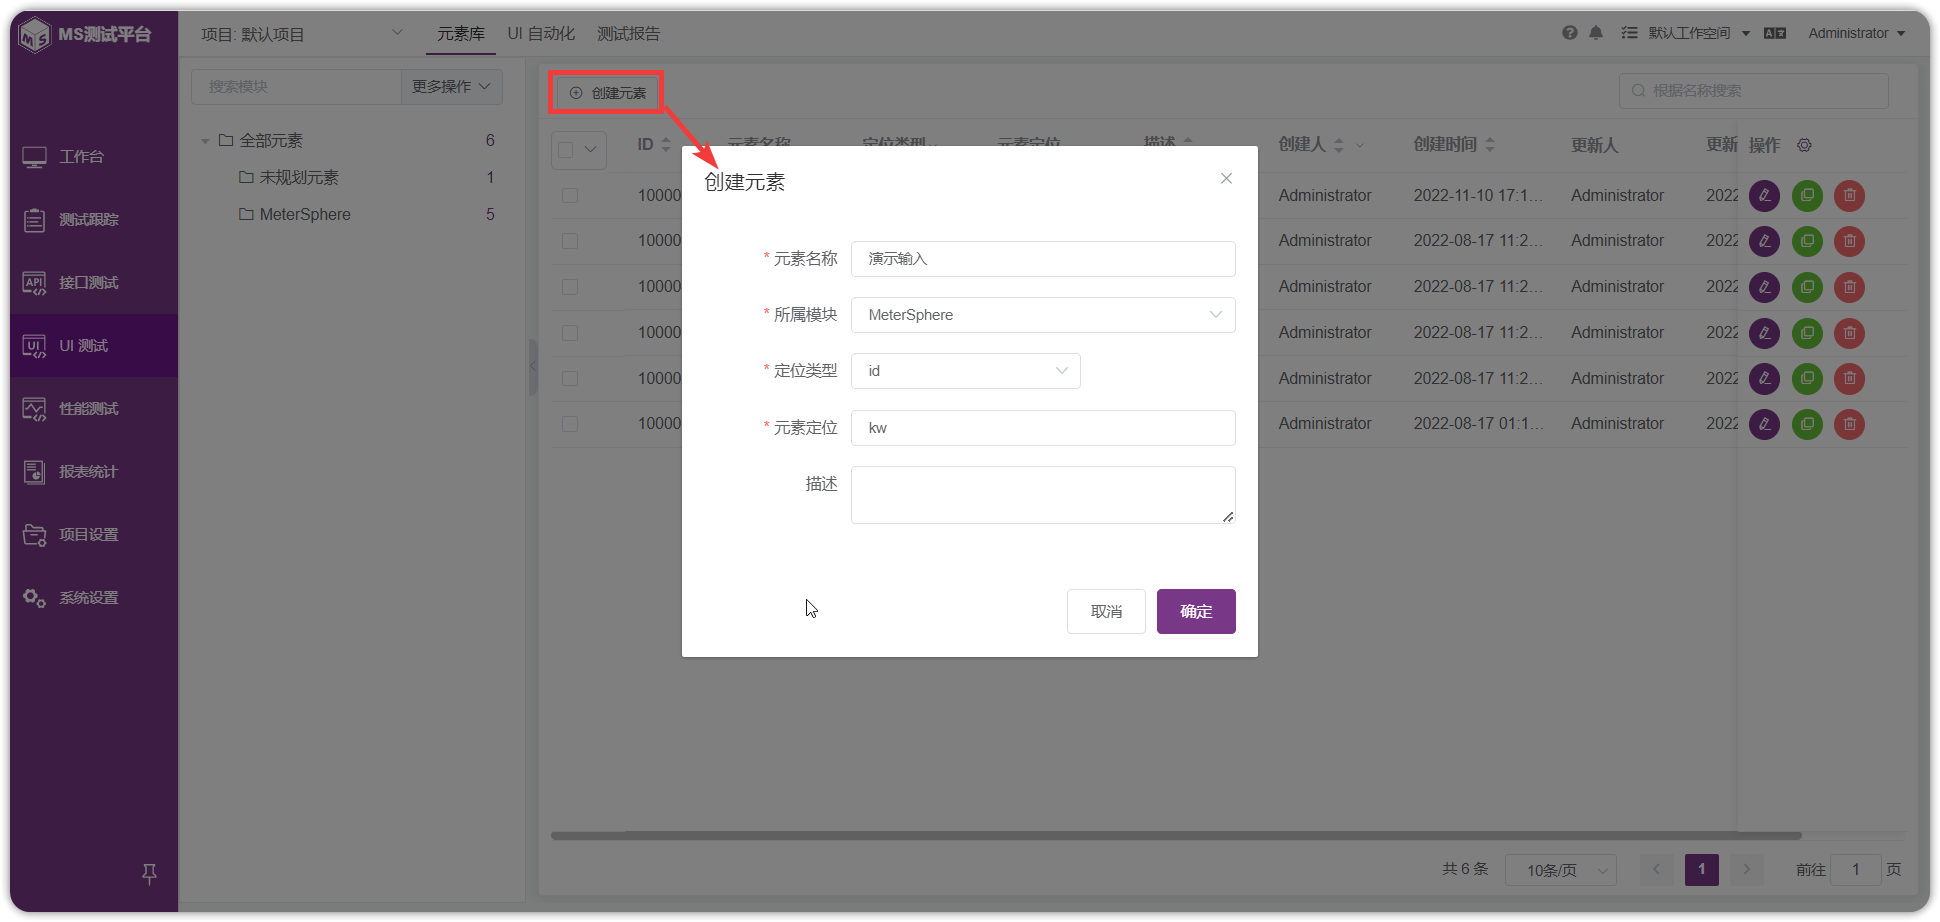 MS测试平台
项目: 默认项目
元素库
UI 自动化
测试报告
默认工作空间
Administrator
搜索模块
更多操作
创建元素
根据名称搜索
工作台
测试跟踪
接口测试
UI 测试
性能测试
报表统计
项目设置
系统设置
全部元素 6
未规划元素 1
MeterSphere 5
ID 元素名称 定位类型 元素定位 描述 创建人 创建时间 更新人 更新 操作
10000 Administrator 2022-11-10 17:1... Administrator 2022
10000 Administrator 2022-08-17 11:2... Administrator 2022
10000 Administrator 2022-08-17 11:2... Administrator 2022
10000 Administrator 2022-08-17 11:2... Administrator 2022
10000 Administrator 2022-08-17 11:2... Administrator 2022
10000 Administrator 2022-08-17 01:1... Administrator 2022
创建元素
* 元素名称 演示输入
* 所属模块 MeterSphere
* 定位类型 id
* 元素定位 kw
描述
取消 确定
共 6 条 10条/页 1 前往 1 页